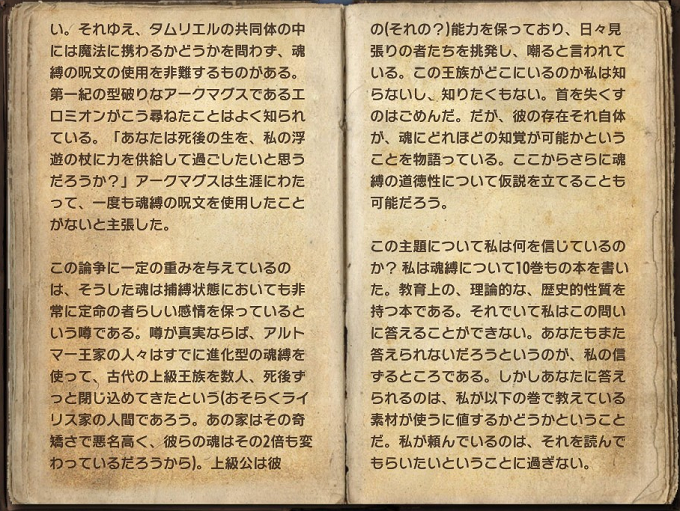 い。それゆえ、タムリエルの共同体の中
には魔法に携わるかどうかを問わず、魂
縛の呪文の使用を非難するものがある。
第一紀の型破りなアークマグスであるエ
ロミオンがこう尋ねたことはよく知られ
ている。「あなたは死後の生を、私の浮
遊の杖に力を供給して過ごしたいと思う
だろうか？」アークマグスは生涯にわた
って、一度も魂縛の呪文を使用したこと
がないと主張した。
この論争に一定の重みを与えているの
は、そうした魂は捕縛状態においても非
常に定命の者らしい感情を保っていると
いう噂である。噂が真実ならば、アルト
マー王家の人々はすでに進化型の魂縛を
使って、古代の上級王族を数人、死後ず
っと閉じ込めてきたという(おそらくライ
リス家の人間であろう。あの家はその奇
矯さで悪名高く、彼らの魂はその2倍も変
わっているだろうから)。上級公は彼
の(それの？)能力を保っており、日々見
張りの者たちを挑発し、嘲ると言われて
いる。この王族がどこにいるのか私は知
らないし、知りたくもない。首を失くす
のはごめんだ。だが、彼の存在それ自体
が、魂にどれほどの知覚が可能かという
ことを物語っている。ここからさらに魂
縛の道徳性について仮説を立てることも
可能だろう。
この主題について私は何を信じているの
か？ 私は魂縛について10巻もの本を書い
た。教育上の、理論的な、歴史的性質を
持つ本である。それでいて私はこの問い
に答えることができない。あなたもまた
答えられないだろうというのが、私の信
ずるところである。しかしあなたに答え
られるのは、私が以下の巻で教えている
素材が使うに値するかどうかということ
だ。私が頼んでいるのは、それを読んで
もらいたいということに過ぎない。